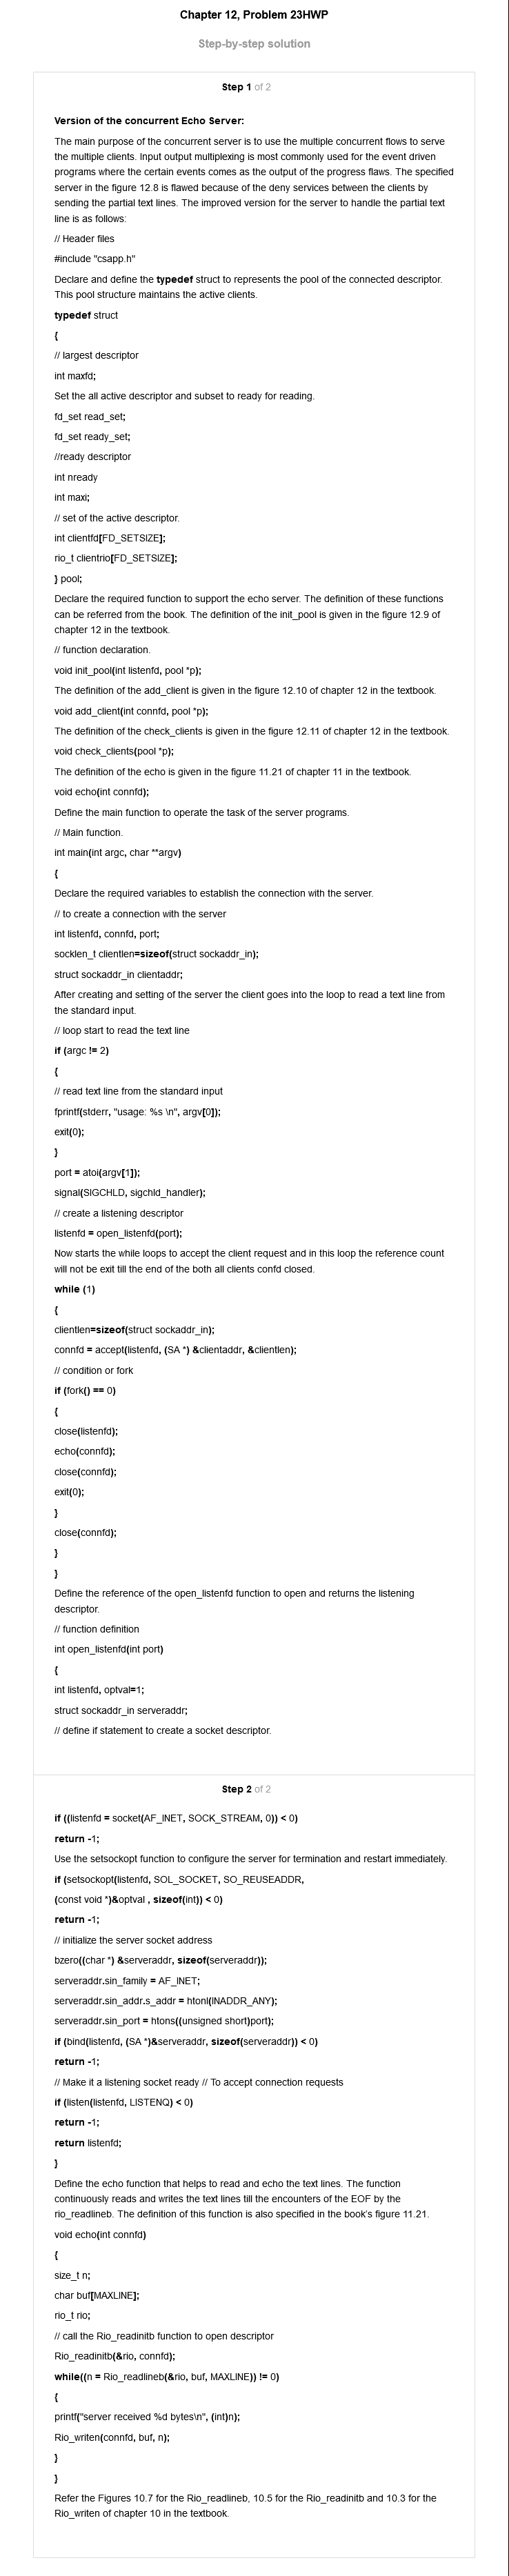 Chapter 12, Problem 23HWP
Step-by-step solution
Step 1 of 2
Version of the concurrent Echo Server:
The main purpose of the concurrent server is to use the multiple concurrent flows to serve
the multiple clients. Input output multiplexing is most commonly used for the event driven
programs where the certain events comes as the output of the progress flaws. The specified
server in the figure 12.8 is flawed because of the deny services between the clients by
sending the partial text lines. The improved version for the server to handle the partial text
line is as follows:
// Header files
#include "csapp.h"
Declare and define the typedef struct to represents the pool of the connected descriptor.
This pool structure maintains the active clients.
typedef struct
{
// largest descriptor
int maxfd;
Set the all active descriptor and subset to ready for reading.
fd_set read_set;
fd_set ready_set;
//ready descriptor
int nready
int maxi;
// set of the active descriptor.
int clientfd[FD_SETSIZE];
rio_t clientrio[FD_SETSIZE];
} pool;
Declare the required function to support the echo server. The definition of these functions
can be referred from the book. The definition of the init_pool is given in the figure 12.9 of
chapter 12 in the textbook.
// function declaration.
void init_pool(int listenfd, pool *p);
The definition of the add_client is given in the figure 12.10 of chapter 12 in the textbook.
void add_client(int connfd, pool *p);
The definition of the check_clients is given in the figure 12.11 of chapter 12 in the textbook.
void check_clients(pool *p);
The definition of the echo is given in the figure 11.21 of chapter 11 in the textbook.
void echo(int connfd);
Define the main function to operate the task of the server programs.
// Main function.
int main(int argc, char **argv)
{
Declare the required variables to establish the connection with the server.
// to create a connection with the server
int listenfd, connfd, port;
socklen_t clientlen=sizeof(struct sockaddr_in);
struct sockaddr_in clientaddr;
After creating and setting of the server the client goes into the loop to read a text line from
the standard input.
// loop start to read the text line
if (argc != 2)
{
// read text line from the standard input
fprintf(stderr, "usage: %s \n", argv[0]);
exit(0);
}
port = atoi(argv[1]);
signal(SIGCHLD, sigchld_handler);
// create a listening descriptor
listenfd = open_listenfd(port);
Now starts the while loops to accept the client request and in this loop the reference count
will not be exit till the end of the both all clients confd closed.
while (1)
{
clientlen=sizeof(struct sockaddr_in);
connfd = accept(listenfd, (SA *) &clientaddr, &clientlen);
// condition or fork
if (fork() == 0)
{
close(listenfd);
echo(connfd);
close(connfd);
exit(0);
}
close(connfd);
}
}
Define the reference of the open_listenfd function to open and returns the listening
descriptor.
// function definition
int open_listenfd(int port)
{
int listenfd, optval=1;
struct sockaddr_in serveraddr;
// define if statement to create a socket descriptor.
Step 2 of 2
if ((listenfd = socket(AF_INET, SOCK_STREAM, 0)) < 0)
return -1;
Use the setsockopt function to configure the server for termination and restart immediately.
if (setsockopt(listenfd, SOL_SOCKET, SO_REUSEADDR,
(const void *)&optval , sizeof(int)) < 0)
return -1;
// initialize the server socket address
bzero((char *) &serveraddr, sizeof(serveraddr));
serveraddr.sin_family = AF_INET;
serveraddr.sin_addr.s_addr = htonl(INADDR_ANY);
serveraddr.sin_port = htons((unsigned short)port);
if (bind(listenfd, (SA *)&serveraddr, sizeof(serveraddr)) < 0)
return -1;
// Make it a listening socket ready // To accept connection requests
if (listen(listenfd, LISTENQ) < 0)
return -1;
return listenfd;
}
Define the echo function that helps to read and echo the text lines. The function
continuously reads and writes the text lines till the encounters of the EOF by the
rio_readlineb. The definition of this function is also specified in the book's figure 11.21.
void echo(int connfd)
{
size_t n;
char buf[MAXLINE];
rio_t rio;
// call the Rio_readinitb function to open descriptor
Rio_readinitb(&rio, connfd);
while((n = Rio_readlineb(&rio, buf, MAXLINE)) != 0)
{
printf("server received %d bytes\n", (int)n);
Rio_writen(connfd, buf, n);
}
}
Refer the Figures 10.7 for the Rio_readlineb, 10.5 for the Rio_readinitb and 10.3 for the
Rio_writen of chapter 10 in the textbook.